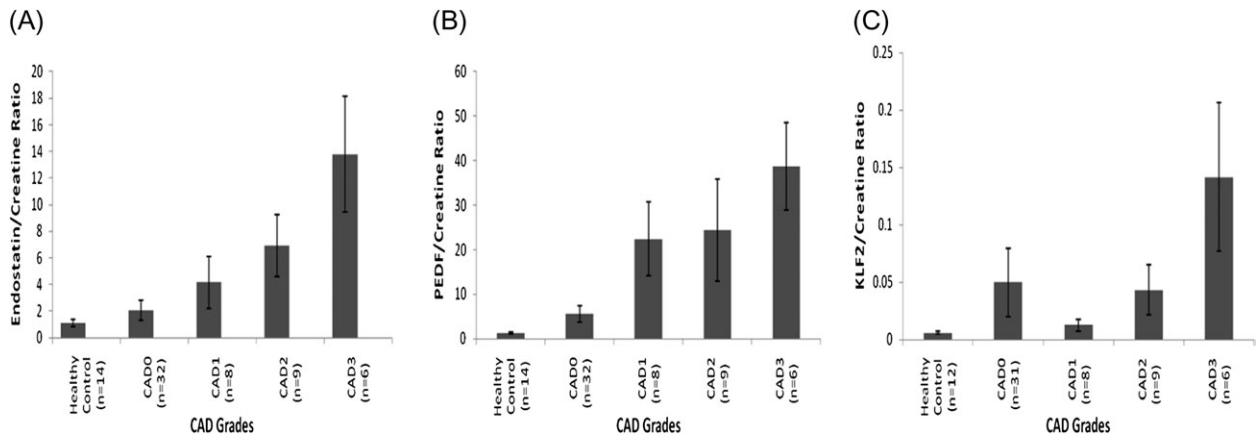 (A)
Endostatin/Creatine Ratio
20
18
16
14
12
10
8
6
4
2
0
Healthy
Control
(n=14)
CAD0
(n=32)
CAD1
(n=8)
CAD2
(n=9)
CAD3
(n=6)
CAD Grades
(B)
PEDF/Creatine Ratio
60
50
40
30
20
10
0
Healthy
Control
(n=14)
CAD0
(n=32)
CAD1
(n=8)
CAD2
(n=9)
CAD3
(n=6)
CAD Grades
(C)
KLF2/Creatine Ratio
0.25
0.2
0.15
0.1
0.05
0
Healthy
Control
(n=12)
CAD0
(n=31)
CAD1
(n=8)
CAD2
(n=9)
CAD3
(n=6)
CAD Grades